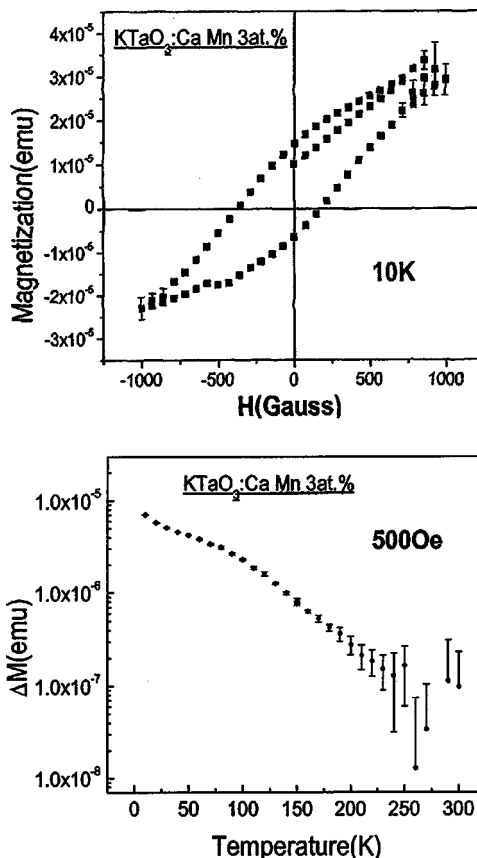 KTaO₃:Ca Mn 3at.%
4x10⁻⁵
3x10⁻⁵
2x10⁻⁵
1x10⁻⁵
0
-1x10⁻⁵
-2x10⁻⁵
-3x10⁻⁵
Magnetization(emu)
10K
-1000 -500 0 500 1000
H(Gauss)
KTaO₃:Ca Mn 3at.%
500Oe
1.0x10⁻⁵
1.0x10⁻⁶
1.0x10⁻⁷
1.0x10⁻⁸
ΔM(emu)
0 50 100 150 200 250 300
Temperature(K)